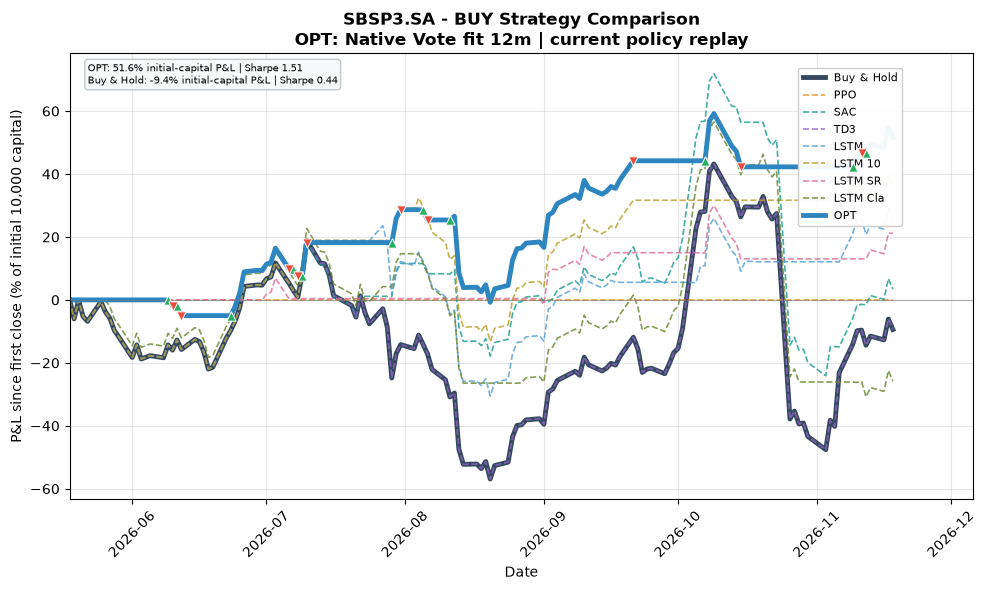 SBSP3.SA - BUY Strategy Comparison
OPT: Native Vote fit 12m | current policy replay
OPT: 51.6% initial-capital P&L | Sharpe 1.51
Buy & Hold: -9.4% initial-capital P&L | Sharpe 0.44
Buy & Hold
PPO
SAC
TD3
LSTM
LSTM 10
LSTM SR
LSTM Cla
OPT
P&L since first close (% of initial 10,000 capital)
60
40
20
0
−20
−40
−60
2026-06
2026-07
2026-08
2026-09
2026-10
2026-11
2026-12
Date